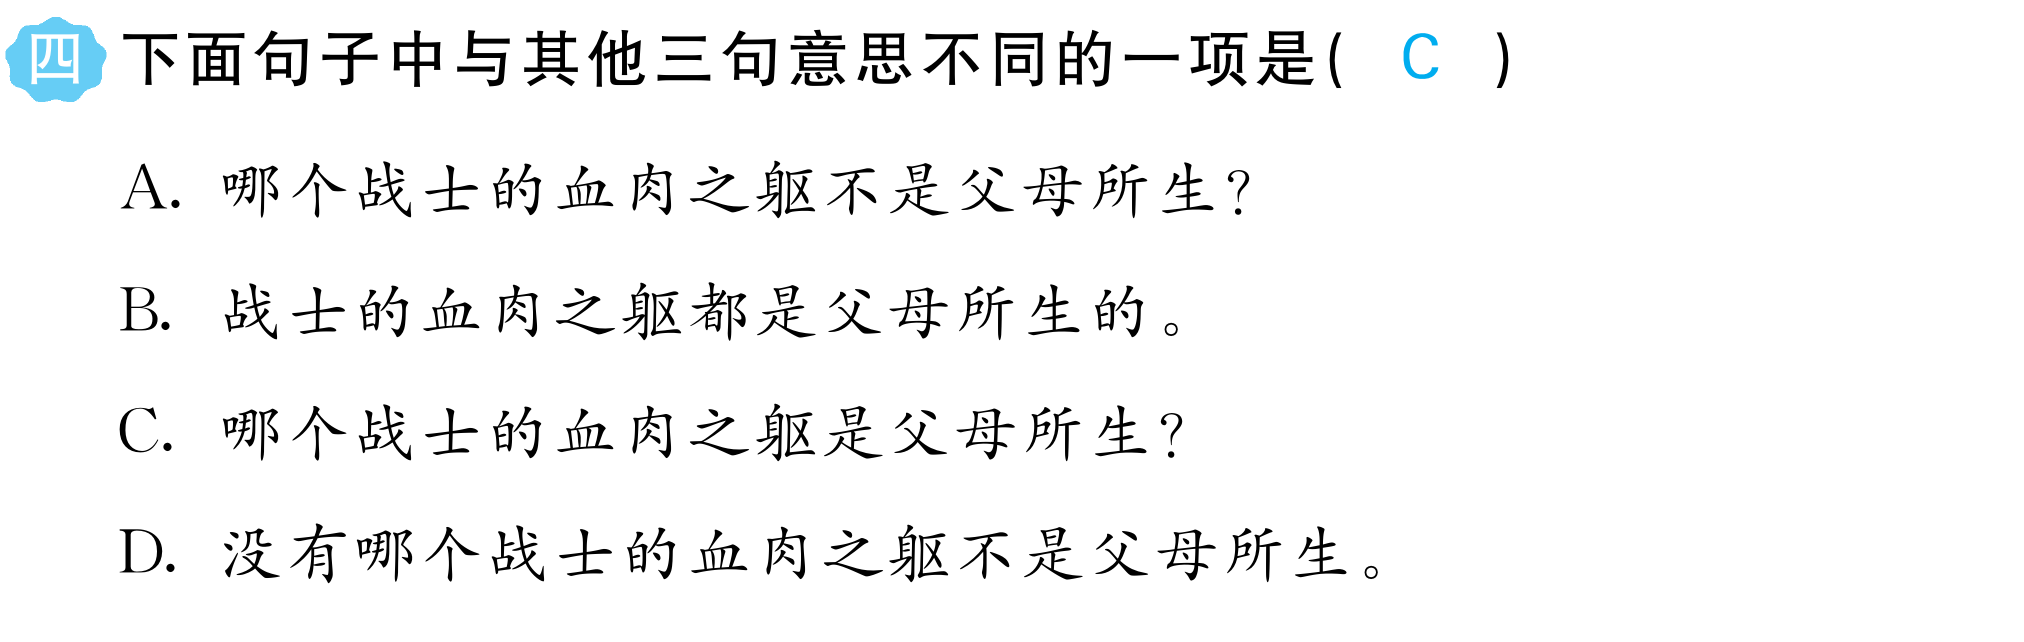 四 下面句子中与其他三句意思不同的一项是( C )
A. 哪个战士的血肉之躯不是父母所生?
B. 战士的血肉之躯都是父母所生的。
C. 哪个战士的血肉之躯是父母所生?
D. 没有哪个战士的血肉之躯不是父母所生。